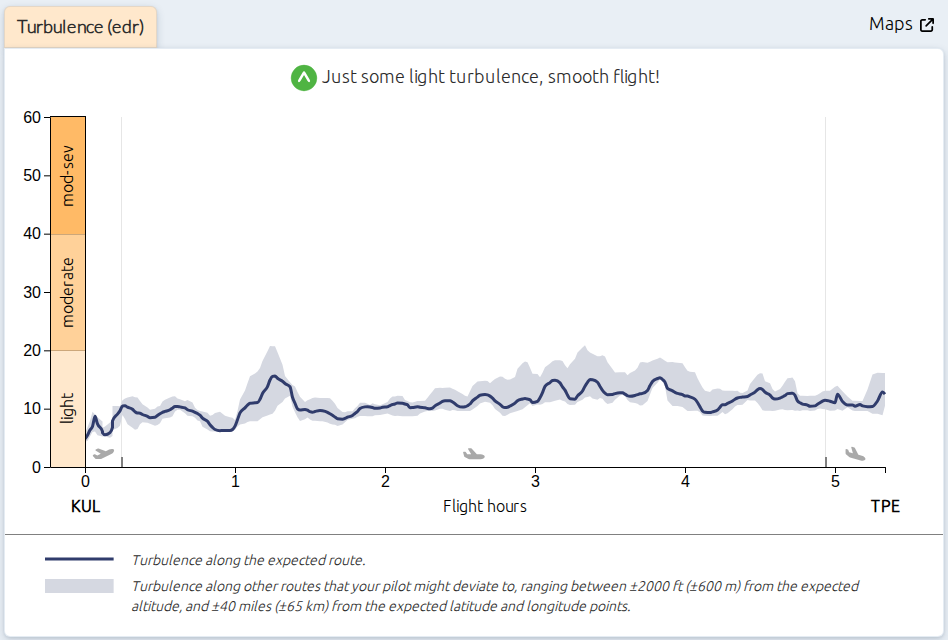 Turbulence (edr)
Maps
Just some light turbulence, smooth flight!
60
50
40
30
20
10
0
mod-sev
moderate
light
0 1 2 3 4 5
KUL Flight hours TPE
Turbulence along the expected route.
Turbulence along other routes that your pilot might deviate to, ranging between ±2000 ft (±600 m) from the expected
altitude, and ±40 miles (±65 km) from the expected latitude and longitude points.